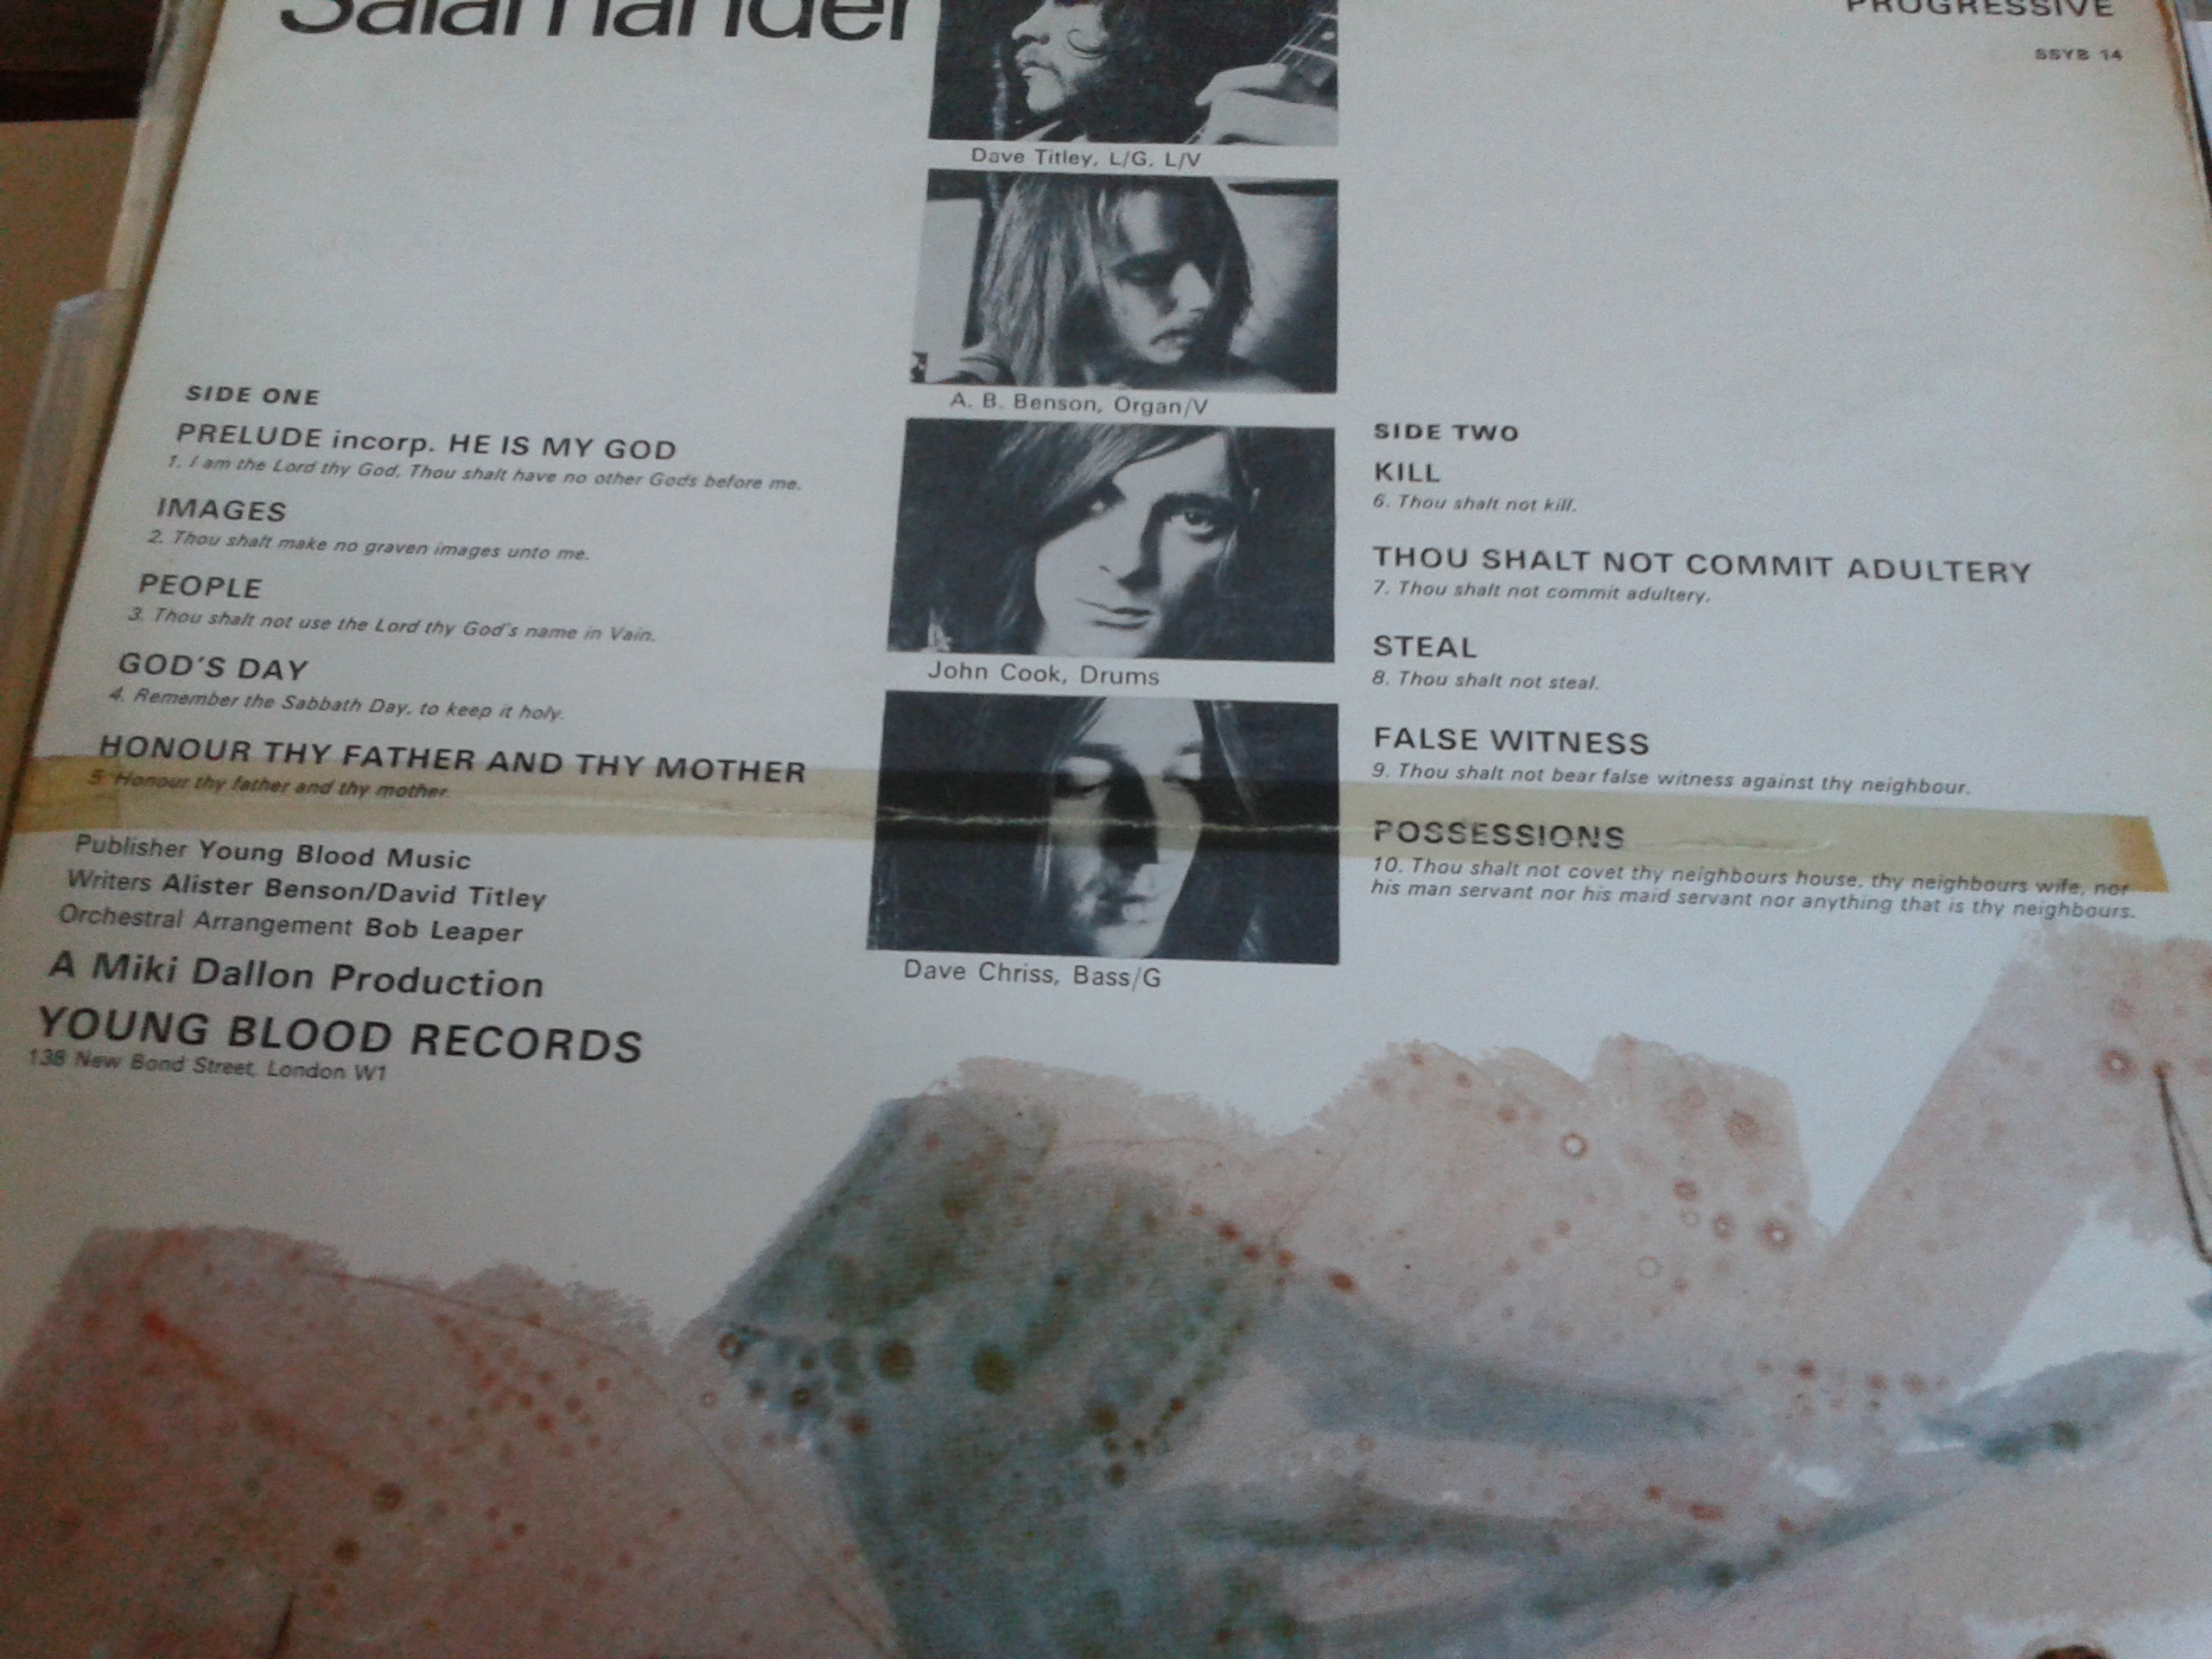 Salamander
PROGRESSIVE
SSYB 14
Dave Titley, L/G, L/V
A. B. Benson, Organ/V
John Cook, Drums
Dave Chriss, Bass/G
SIDE ONE
PRELUDE incorp. HE IS MY GOD
1. I am the Lord thy God, Thou shalt have no other Gods before me.
IMAGES
2. Thou shalt make no graven images unto me.
PEOPLE
3. Thou shalt not use the Lord thy God's name in Vain.
GOD'S DAY
4. Remember the Sabbath Day, to keep it holy.
HONOUR THY FATHER AND THY MOTHER
5. Honour thy father and thy mother.
Publisher Young Blood Music
Writers Alister Benson/David Titley
Orchestral Arrangement Bob Leaper
A Miki Dallon Production
YOUNG BLOOD RECORDS
138 New Bond Street, London W1
SIDE TWO
KILL
6. Thou shalt not kill.
THOU SHALT NOT COMMIT ADULTERY
7. Thou shalt not commit adultery.
STEAL
8. Thou shalt not steal.
FALSE WITNESS
9. Thou shalt not bear false witness against thy neighbour.
POSSESSIONS
10. Thou shalt not covet thy neighbours house, thy neighbours wife, nor
his man servant nor his maid servant nor anything that is thy neighbours.